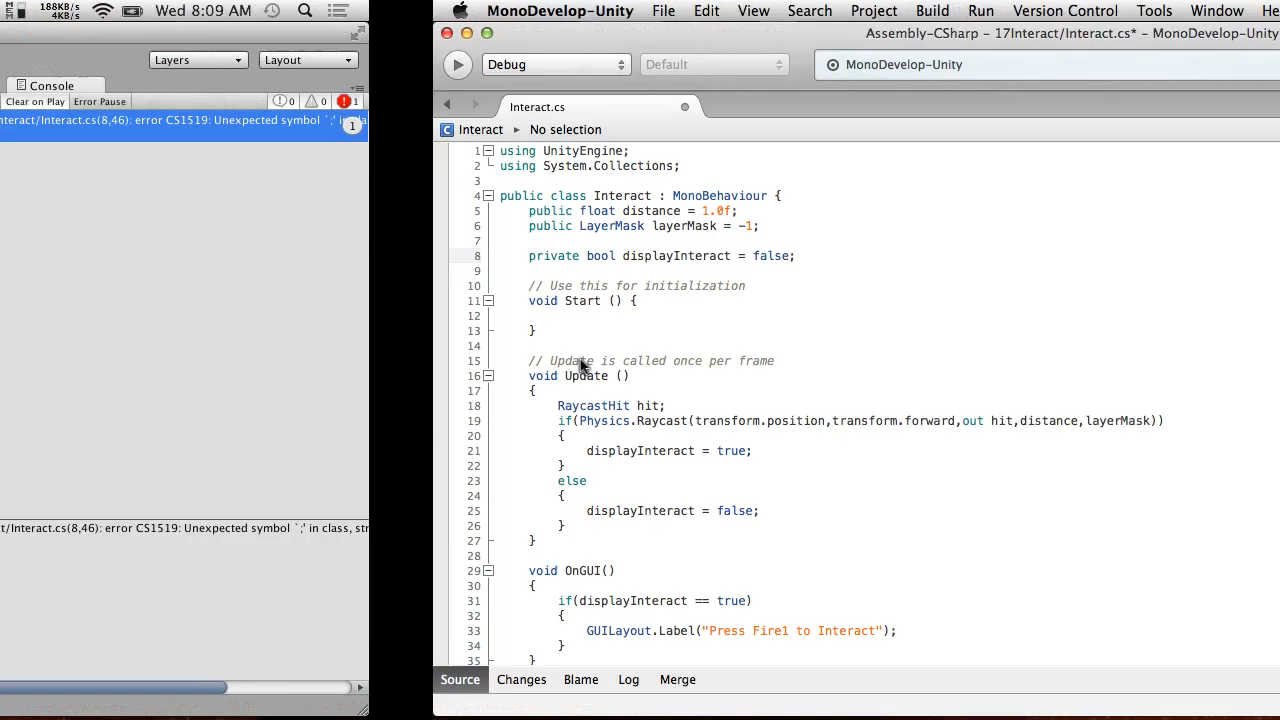 188KB/s
4KB/s
Wed 8:09 AM
MonoDevelop-Unity File Edit View Search Project Build Run Version Control Tools Window He
Assembly-CSharp - 17Interact/Interact.cs* - MonoDevelop-Unity
Layers Layout
Debug Default MonoDevelop-Unity
Console
Clear on Play Error Pause 0 0 1
nteract/Interact.cs(8,46): error CS1519: Unexpected symbol `;' in cla
1
Interact.cs
Interact No selection
1 using UnityEngine;
2 using System.Collections;
3
4 public class Interact : MonoBehaviour {
5 public float distance = 1.0f;
6 public LayerMask layerMask = -1;
7
8 private bool displayInteract = false;
9
10 // Use this for initialization
11 void Start () {
12
13 }
14
15 // Update is called once per frame
16 void Update ()
17 {
18 RaycastHit hit;
19 if(Physics.Raycast(transform.position,transform.forward,out hit,distance,layerMask))
20 {
21 displayInteract = true;
22 }
23 else
24 {
25 displayInteract = false;
26 }
27 }
28
29 void OnGUI()
30 {
31 if(displayInteract == true)
32 {
33 GUILayout.Label("Press Fire1 to Interact");
34 }
35 }
t/Interact.cs(8,46): error CS1519: Unexpected symbol `;' in class, str
Source Changes Blame Log Merge